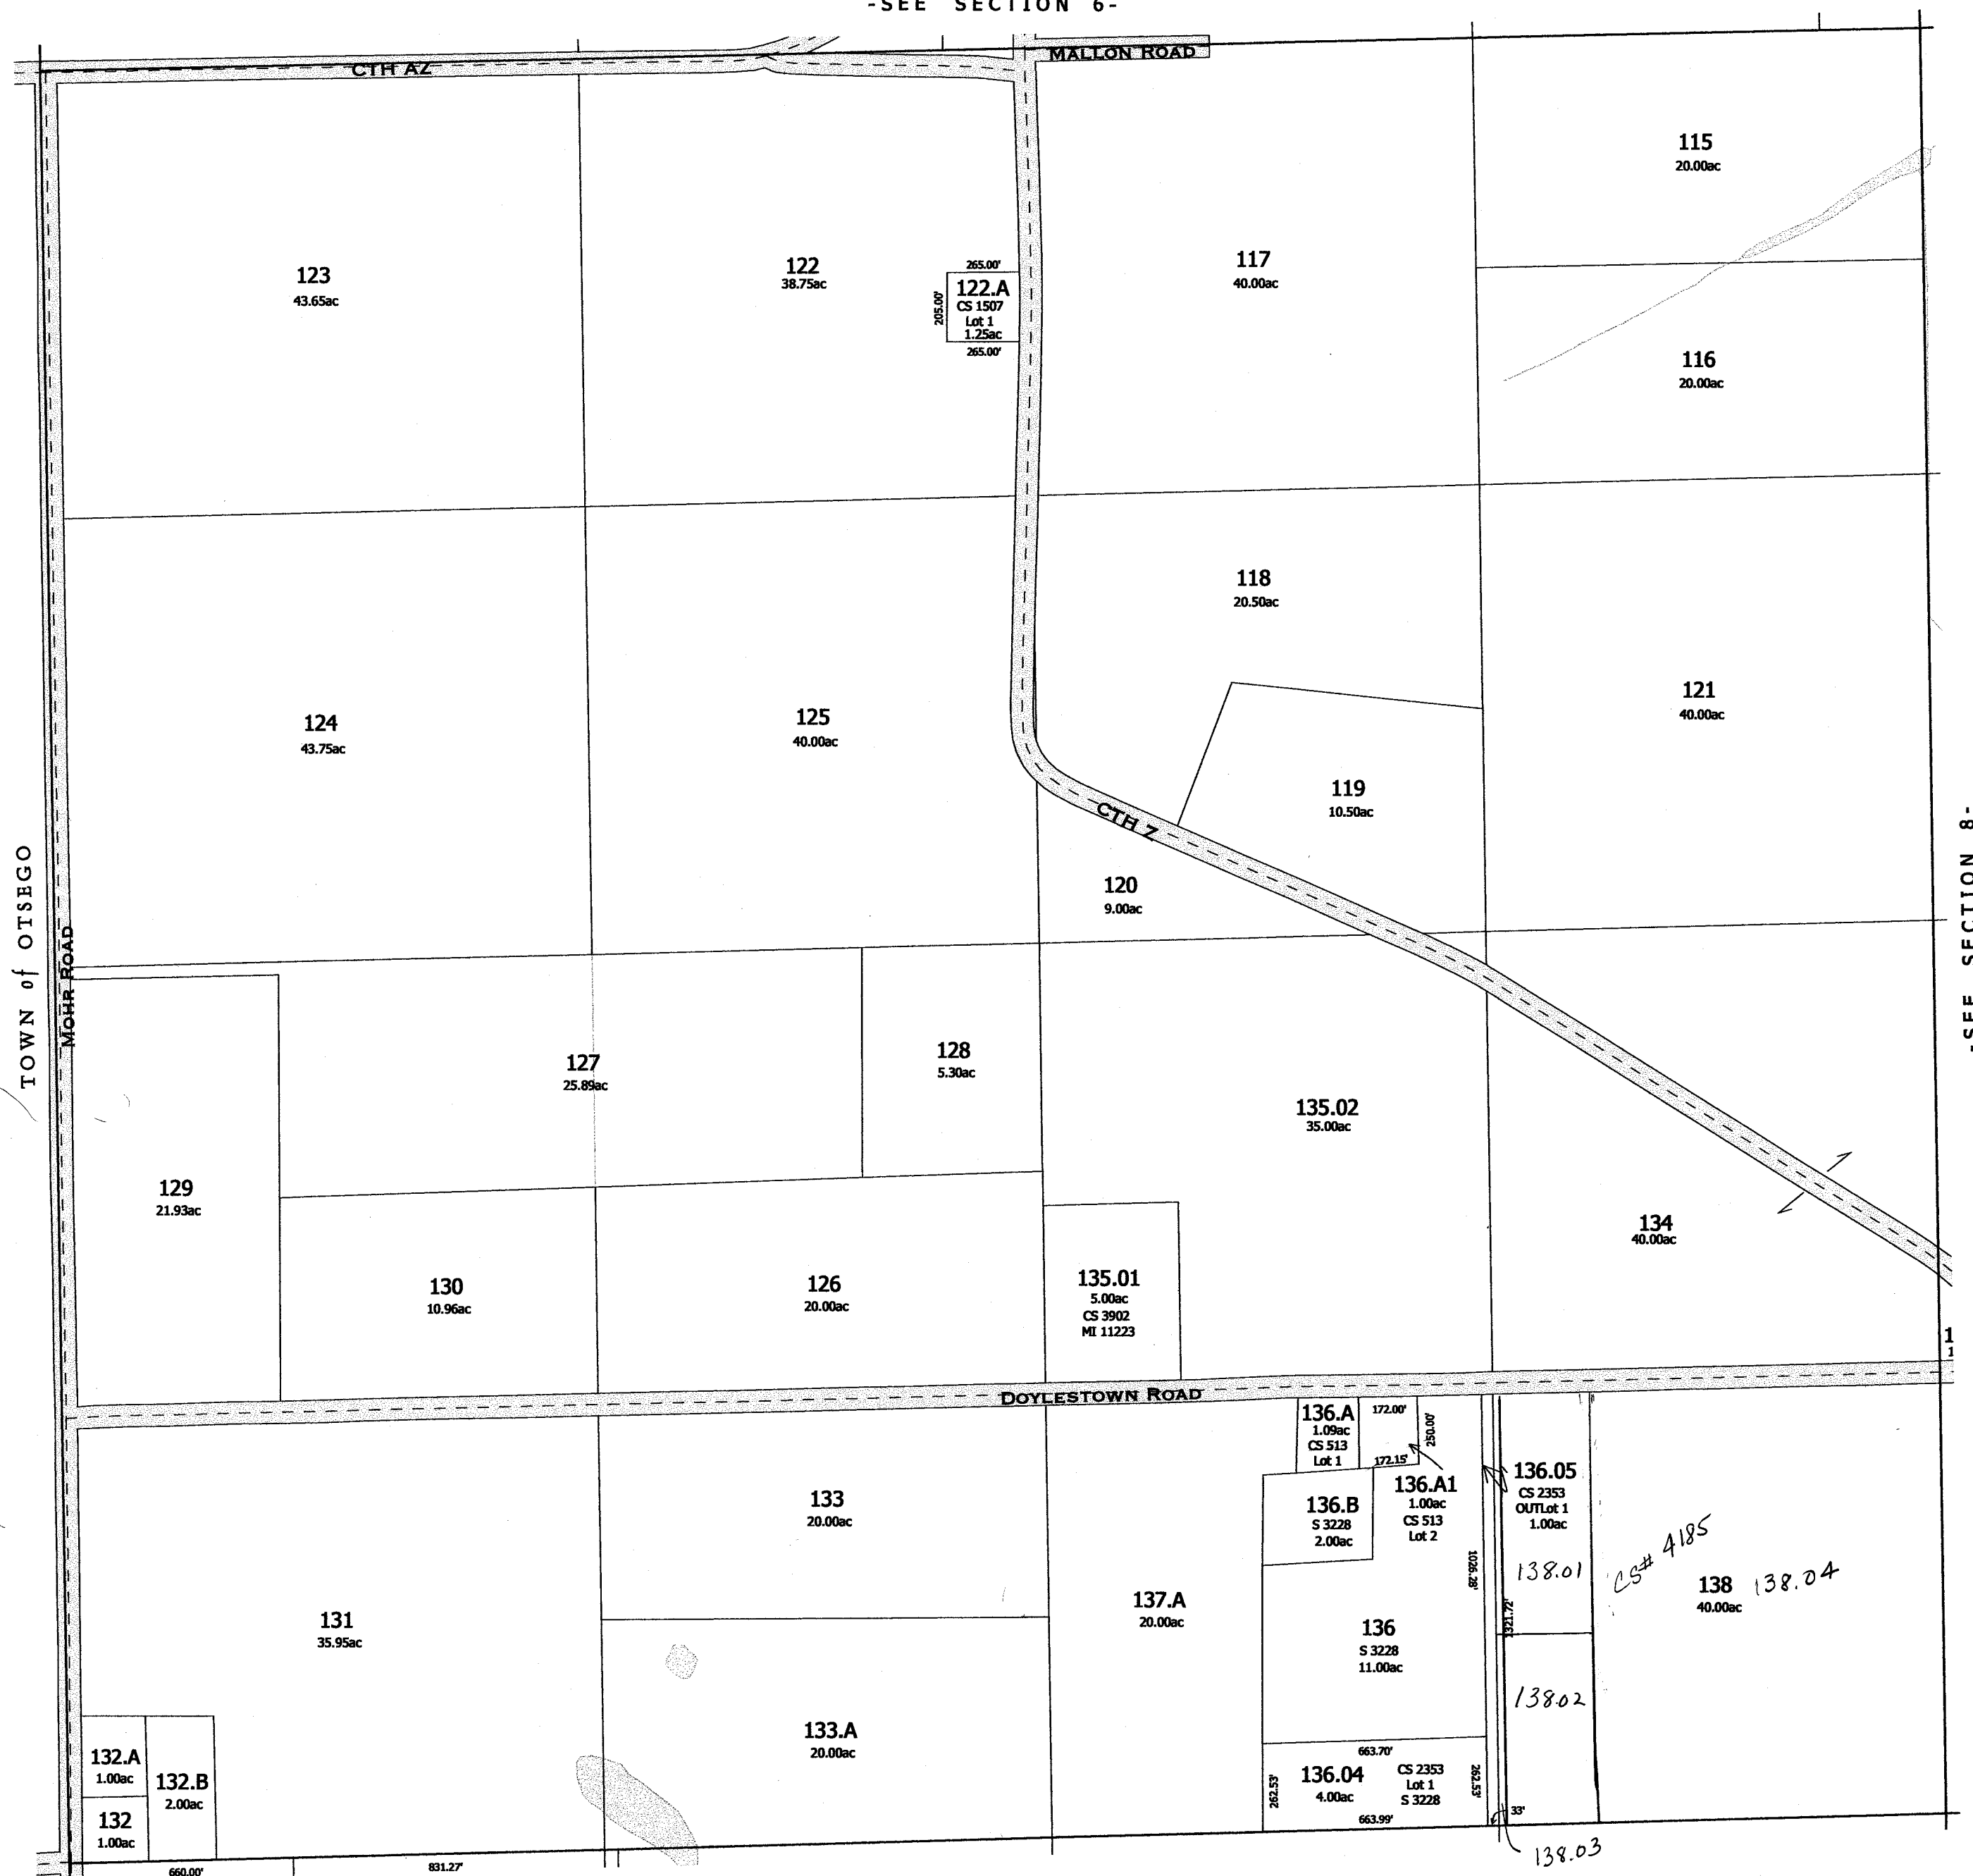 -SEE SECTION 6-
CTH AZ
MALLON ROAD
115
20.00ac
123
43.65ac
122
38.75ac
265.00'
205.00'
122.A
CS 1507
Lot 1
1.25ac
265.00'
117
40.00ac
116
20.00ac
118
20.50ac
121
40.00ac
124
43.75ac
125
40.00ac
119
10.50ac
CTH Z
120
9.00ac
TOWN of OTSEGO
MOHR ROAD
-SEE SECTION 8-
127
25.89ac
128
5.30ac
135.02
35.00ac
129
21.93ac
134
40.00ac
130
10.96ac
126
20.00ac
135.01
5.00ac
CS 3902
MI 11223
1
1
DOYLESTOWN ROAD
136.A
1.09ac
CS 513
Lot 1
172.00'
250.00'
172.15'
136.A1
1.00ac
CS 513
Lot 2
136.05
CS 2353
OUTLot 1
1.00ac
133
20.00ac
136.B
S 3228
2.00ac
1026.28'
1321.72'
138.01
CS# 4185
138 138.04
40.00ac
131
35.95ac
137.A
20.00ac
136
S 3228
11.00ac
138.02
133.A
20.00ac
132.A
1.00ac
132.B
2.00ac
132
1.00ac
663.70'
262.53'
136.04
4.00ac
CS 2353
Lot 1
S 3228
262.53'
663.99'
33'
138.03
660.00'
831.27'